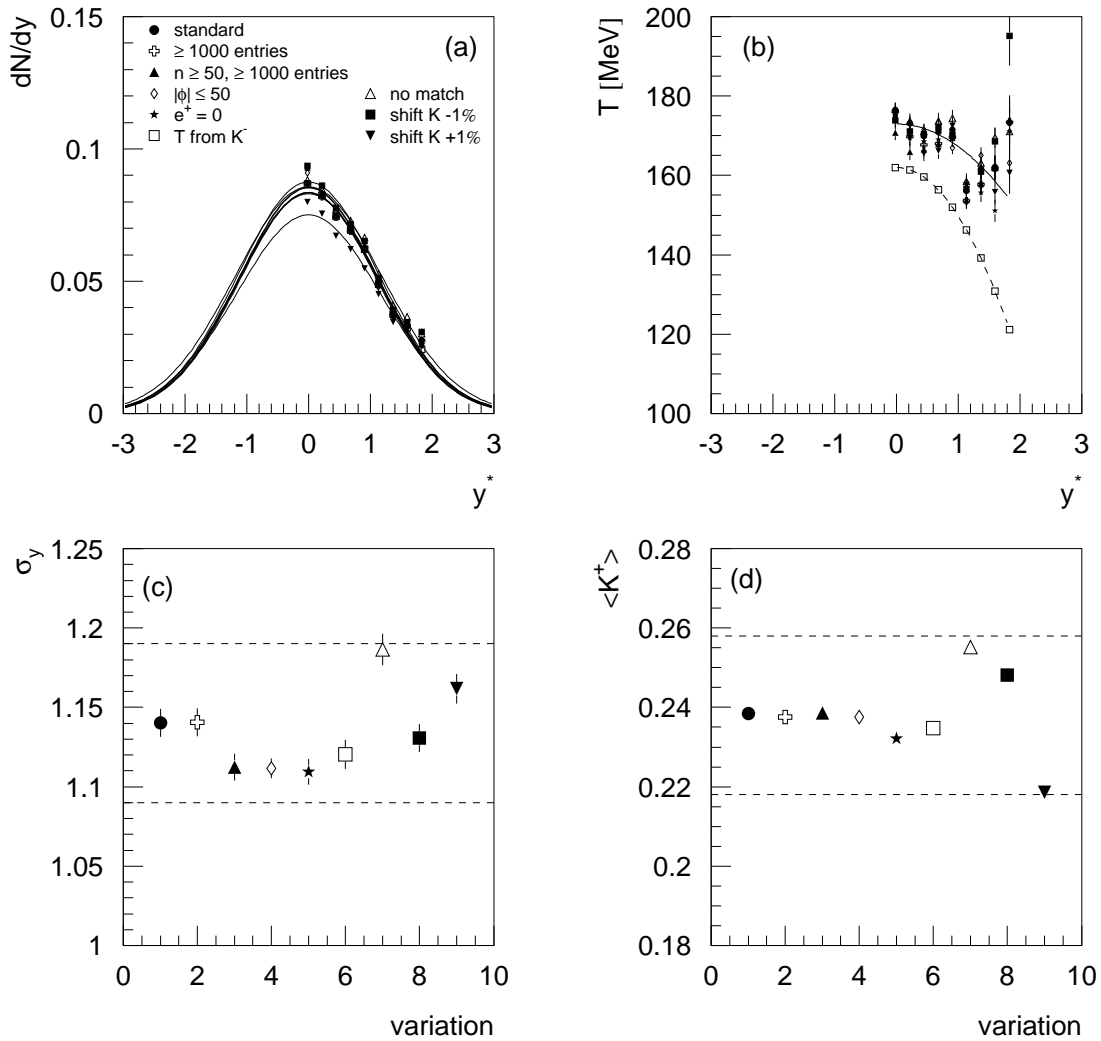 dN/dy
0.15
0.1
0.05
0
-3 -2 -1 0 1 2 3
y*
(a)
standard
≥ 1000 entries
n ≥ 50, ≥ 1000 entries
|ϕ| ≤ 50
e⁺ = 0
T from K⁻
no match
shift K -1%
shift K +1%
T [MeV]
200
180
160
140
120
100
-3 -2 -1 0 1 2 3
y*
(b)
σy
1.25
1.2
1.15
1.1
1.05
1
0 2 4 6 8 10
variation
(c)
<K⁺>
0.28
0.26
0.24
0.22
0.2
0.18
0 2 4 6 8 10
variation
(d)